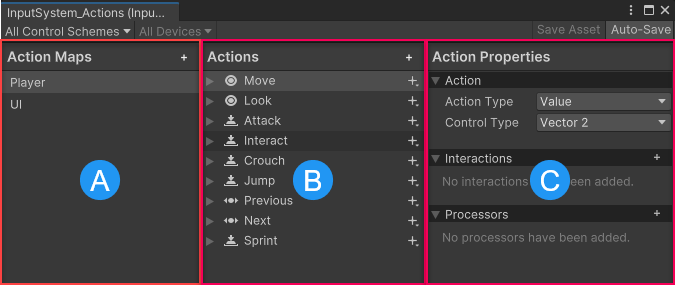 InputSystem_Actions (Inpu...
All Control Schemes All Devices Save Asset Auto-Save
Action Maps +
Player
UI
A
Actions +
Move
Look
Attack
Interact
Crouch
Jump
Previous
Next
Sprint
B
Action Properties
Action
Action Type Value
Control Type Vector 2
Interactions +
No interactions een added.
Processors +
No processors have been added.
C